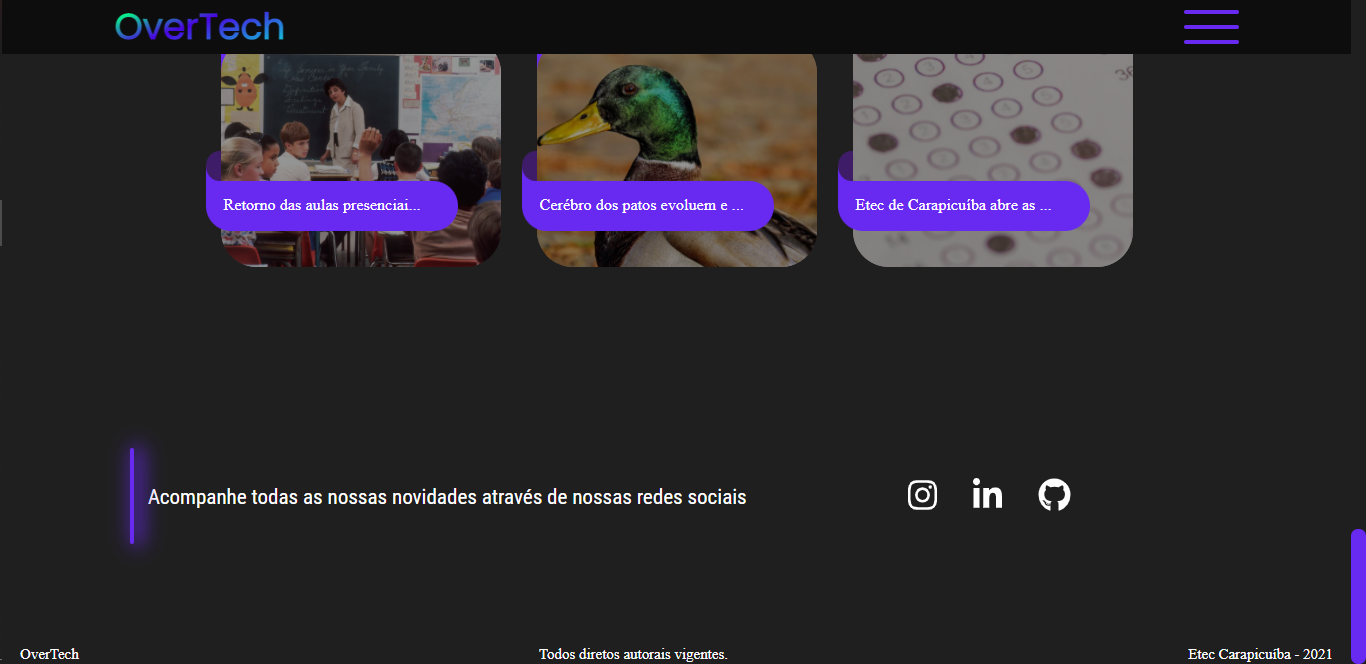 OverTech
Retorno das aulas presenciai...
Cerébro dos patos evoluem e ...
Etec de Carapicuíba abre as ...
Acompanhe todas as nossas novidades através de nossas redes sociais
OverTech
Todos diretos autorais vigentes.
Etec Carapicuíba - 2021